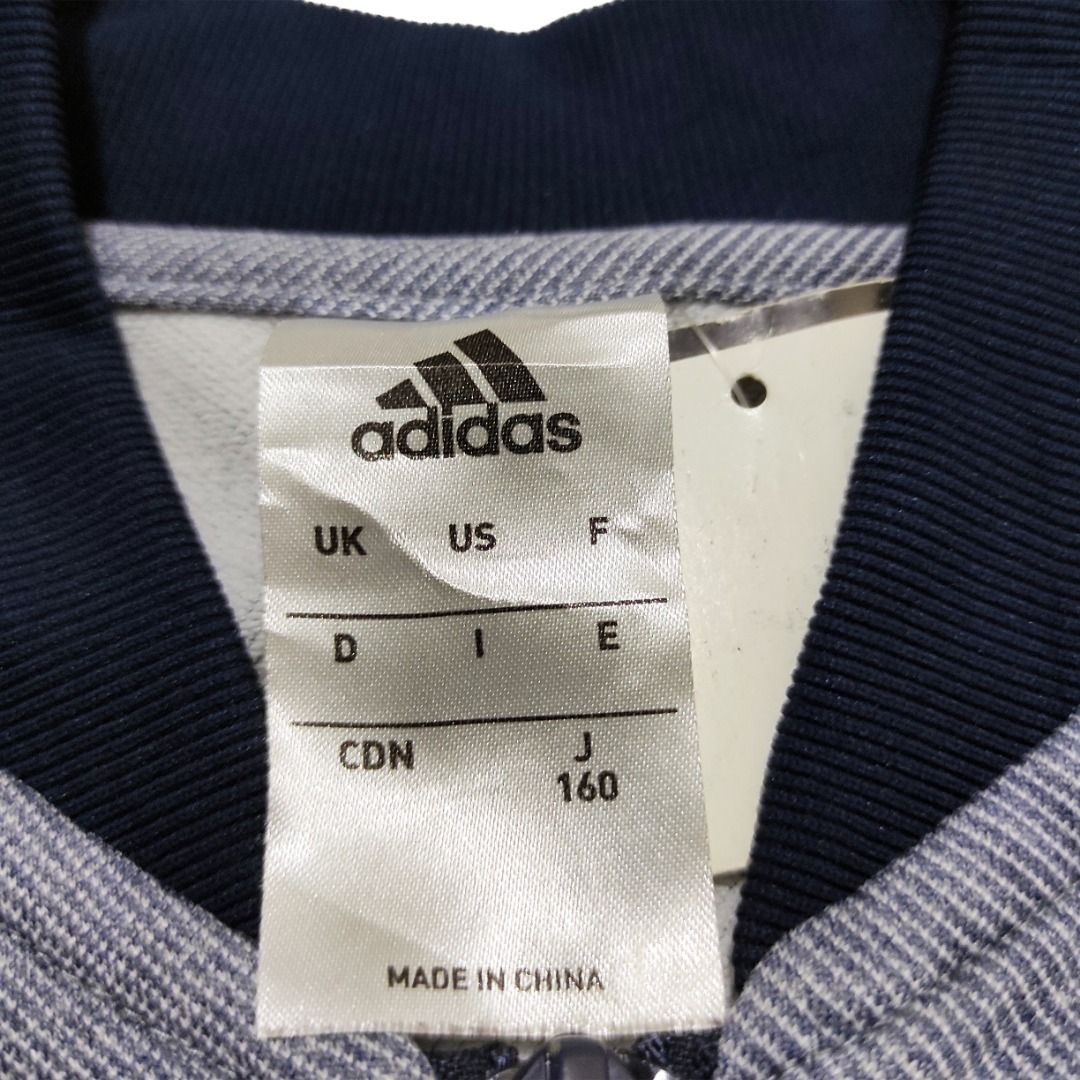 adidas
UK US F
D I E
CDN J
160
MADE IN CHINA